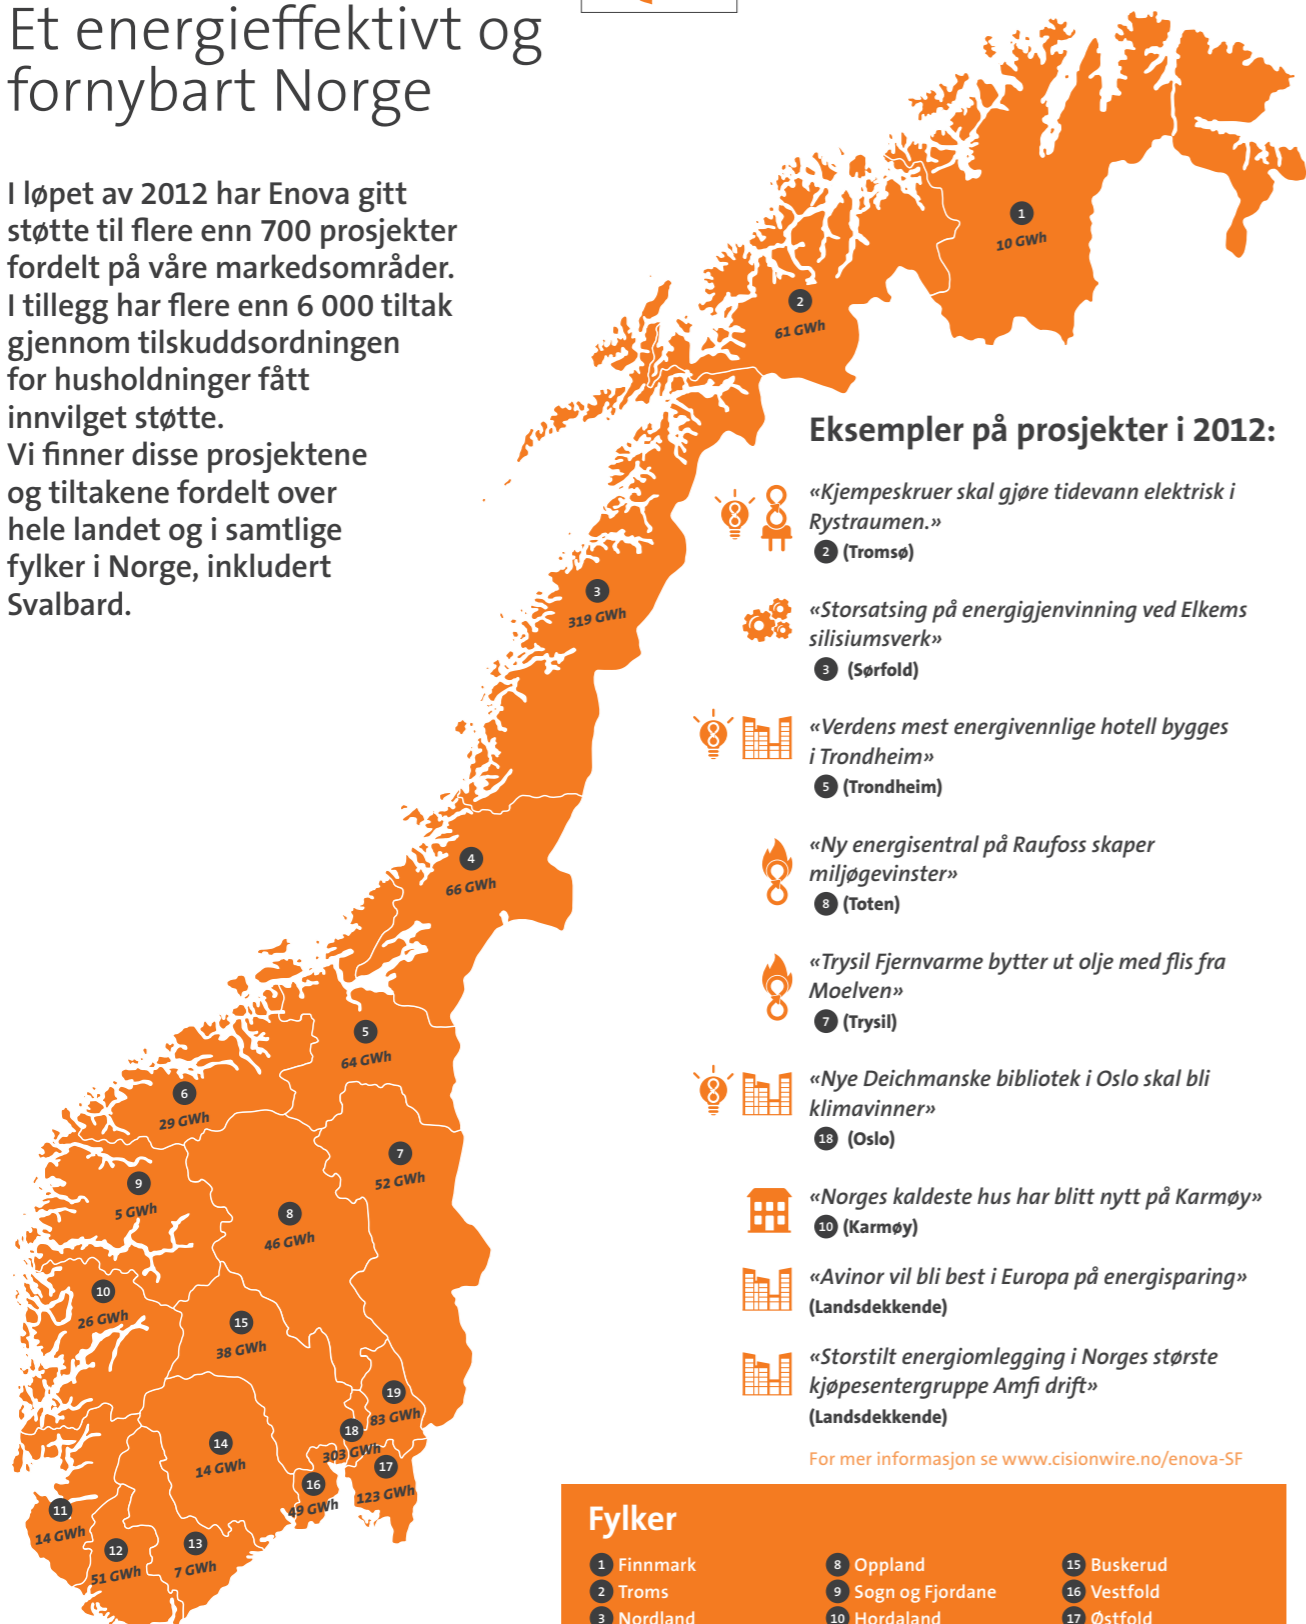 Et energieffektivt og
fornybart Norge
I løpet av 2012 har Enova gitt
støtte til flere enn 700 prosjekter
fordelt på våre markedsområder.
I tillegg har flere enn 6 000 tiltak
gjennom tilskuddsordningen
for husholdninger fått
innvilget støtte.
Vi finner disse prosjektene
og tiltakene fordelt over
hele landet og i samtlige
fylker i Norge, inkludert
Svalbard.
1
10 GWh
2
61 GWh
3
319 GWh
4
66 GWh
5
64 GWh
6
29 GWh
7
52 GWh
9
5 GWh
8
46 GWh
10
26 GWh
15
38 GWh
19
83 GWh
18
303 GWh
14
14 GWh
17
123 GWh
16
49 GWh
11
14 GWh
12
51 GWh
13
7 GWh
Eksempler på prosjekter i 2012:
«Kjempeskruer skal gjøre tidevann elektrisk i
Rystraumen.»
2 (Tromsø)
«Storsatsing på energigjenvinning ved Elkems
silisiumsverk»
3 (Sørfold)
«Verdens mest energivennlige hotell bygges
i Trondheim»
5 (Trondheim)
«Ny energisentral på Raufoss skaper
miljøgevinster»
8 (Toten)
«Trysil Fjernvarme bytter ut olje med flis fra
Moelven»
7 (Trysil)
«Nye Deichmanske bibliotek i Oslo skal bli
klimavinner»
18 (Oslo)
«Norges kaldeste hus har blitt nytt på Karmøy»
10 (Karmøy)
«Avinor vil bli best i Europa på energisparing»
(Landsdekkende)
«Storstilt energiomlegging i Norges største
kjøpesentergruppe Amfi drift»
(Landsdekkende)
For mer informasjon se www.cisionwire.no/enova-SF
Fylker
1 Finnmark
2 Troms
3 Nordland
8 Oppland
9 Sogn og Fjordane
10 Hordaland
15 Buskerud
16 Vestfold
17 Østfold